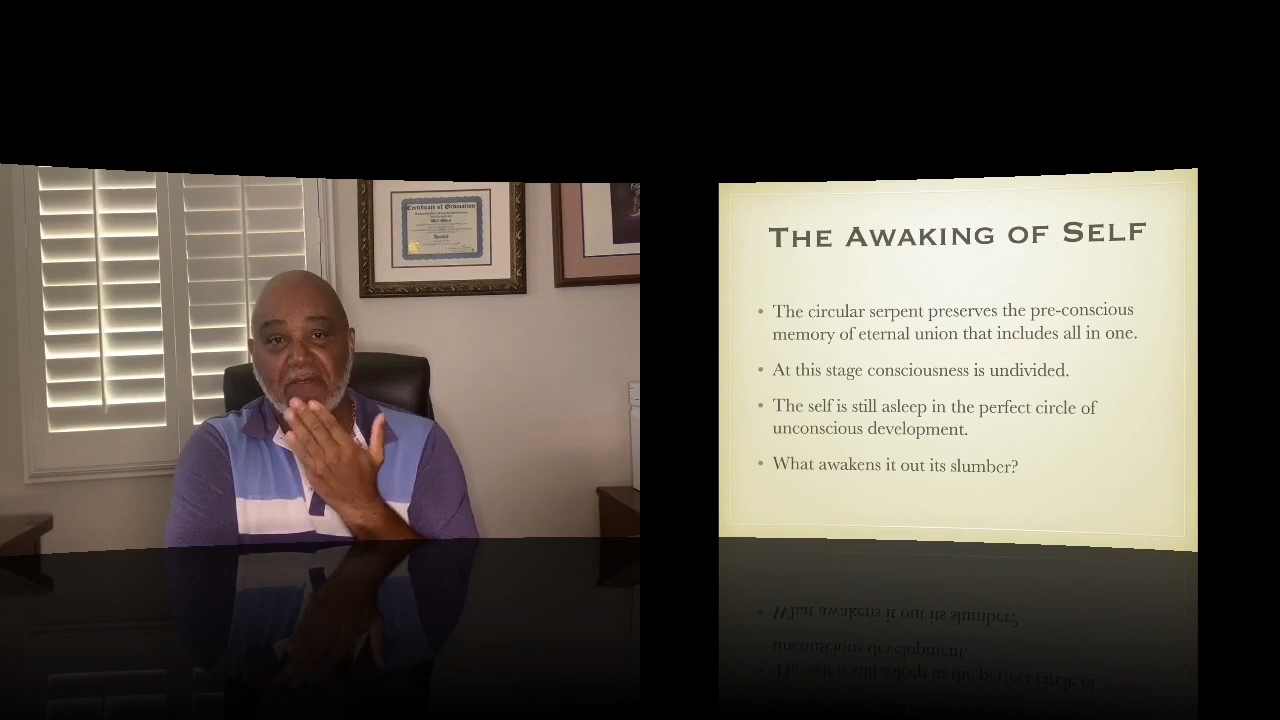 Certificate of Ordination
THE AWAKING OF SELF
• The circular serpent preserves the pre-conscious
memory of eternal union that includes all in one.
• At this stage consciousness is undivided.
• The self is still asleep in the perfect circle of
unconscious development.
• What awakens it out its slumber?